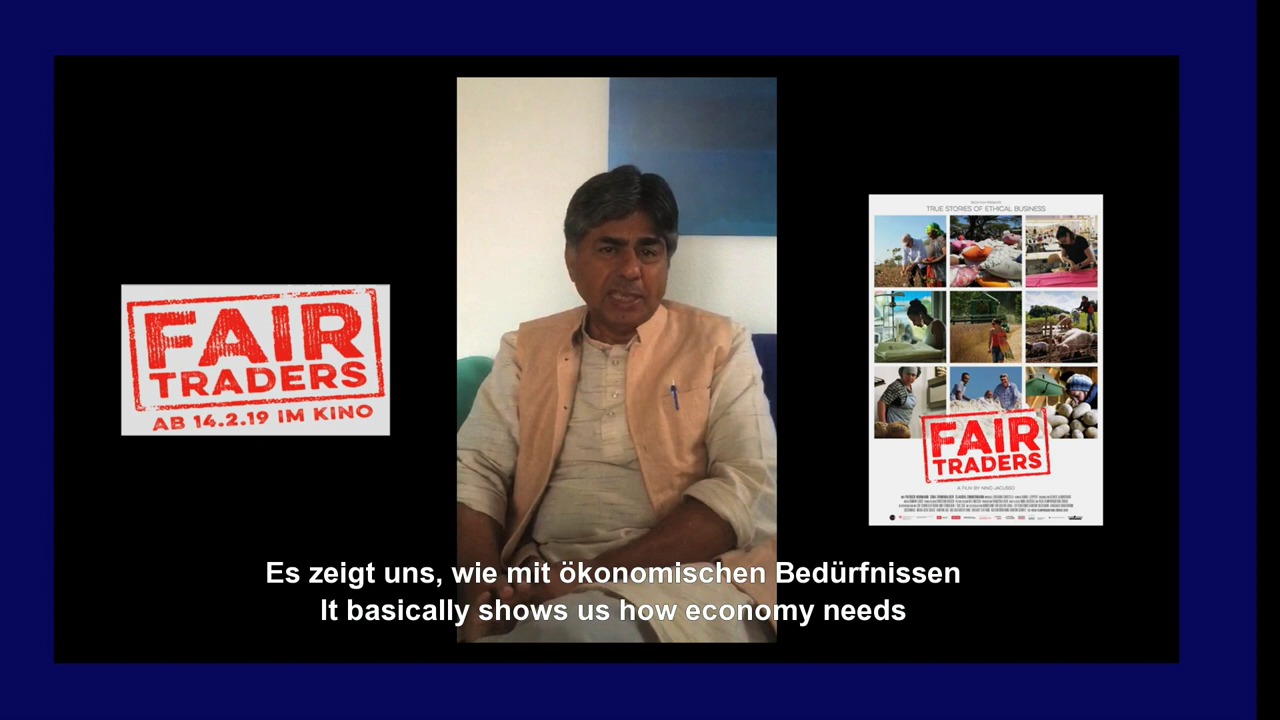 FAIR
TRADERS
AB 14.2.19 IM KINO
TRUE STORIES OF ETHICAL BUSINESS
FAIR
TRADERS
A FILM BY NINO JACUSSO
Es zeigt uns, wie mit ökonomischen Bedürfnissen
It basically shows us how economy needs